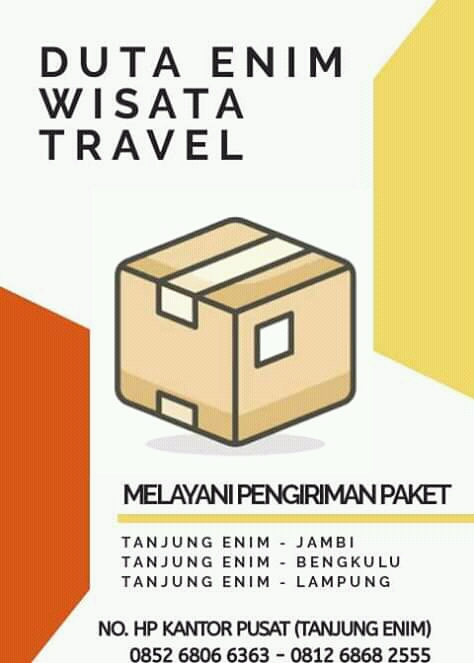 DUTA ENIM
WISATA
TRAVEL
MELAYANI PENGIRIMAN PAKET
TANJUNG ENIM - JAMBI
TANJUNG ENIM - BENGKULU
TANJUNG ENIM - LAMPUNG
NO. HP KANTOR PUSAT (TANJUNG ENIM)
0852 6806 6363 - 0812 6868 2555